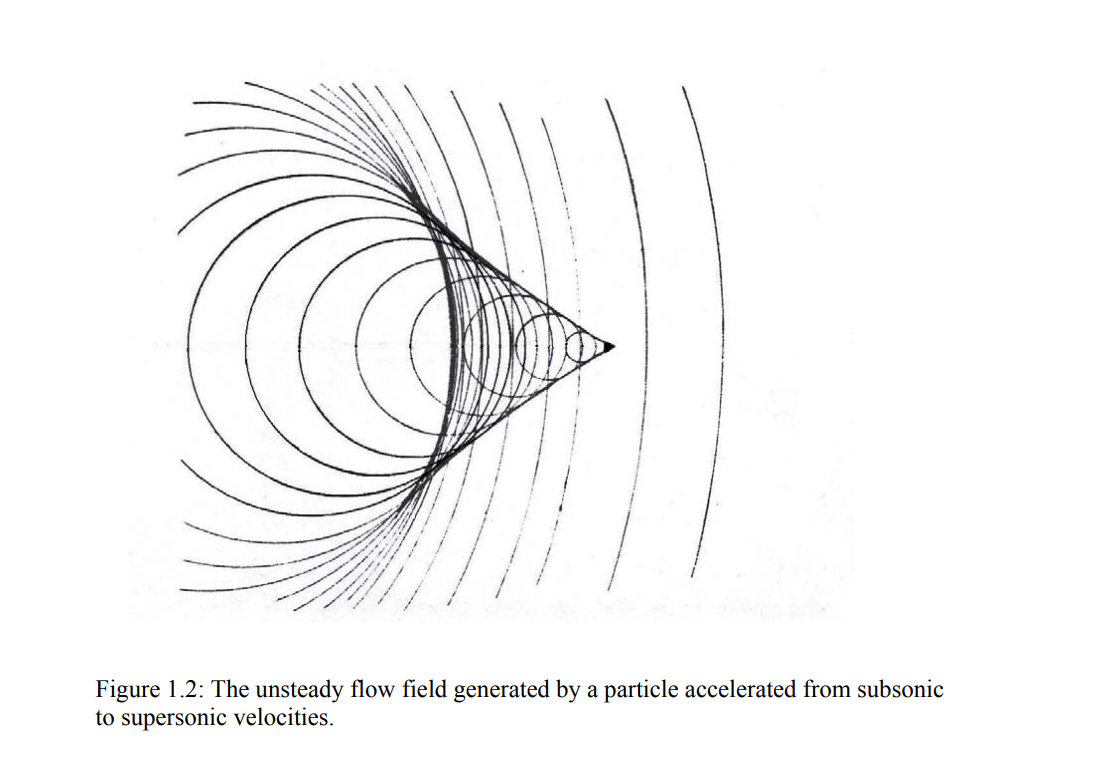 Figure 1.2: The unsteady flow field generated by a particle accelerated from subsonic
to supersonic velocities.